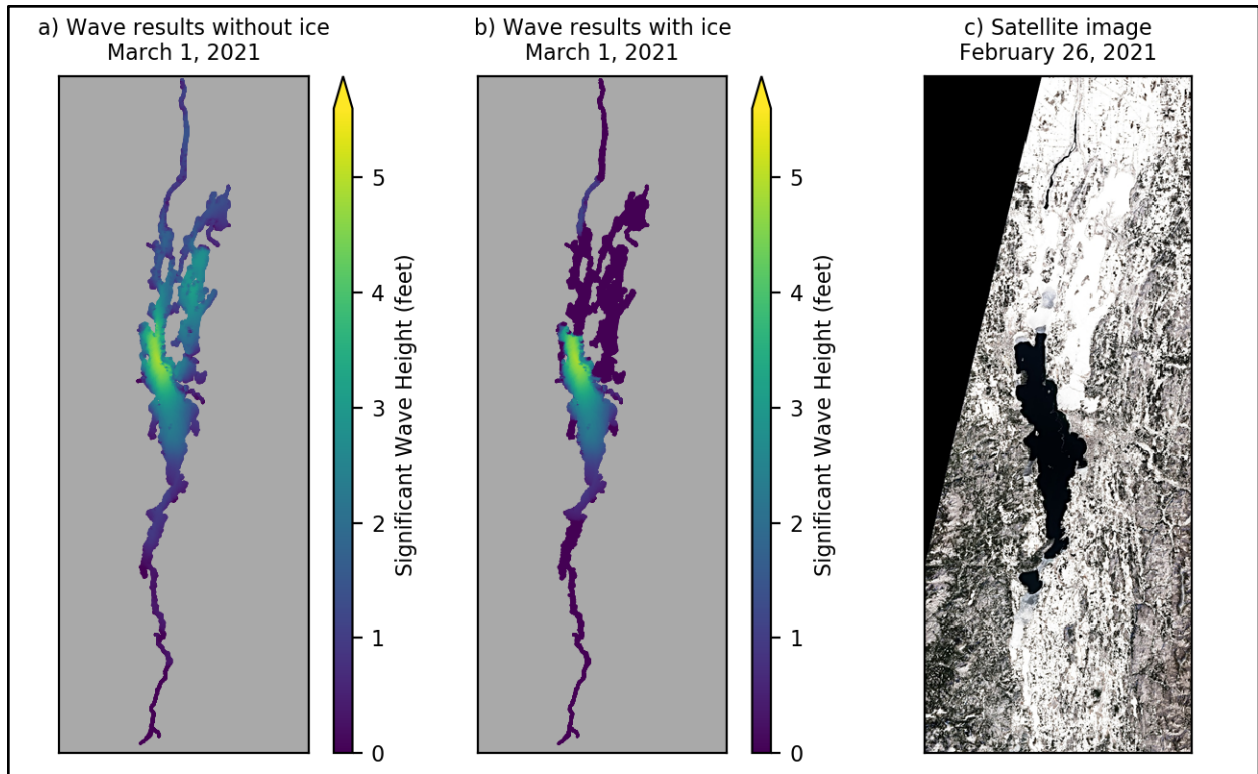 a) Wave results without ice
March 1, 2021
b) Wave results with ice
March 1, 2021
c) Satellite image
February 26, 2021
5
4
3
2
1
0
Significant Wave Height (feet)
5
4
3
2
1
0
Significant Wave Height (feet)